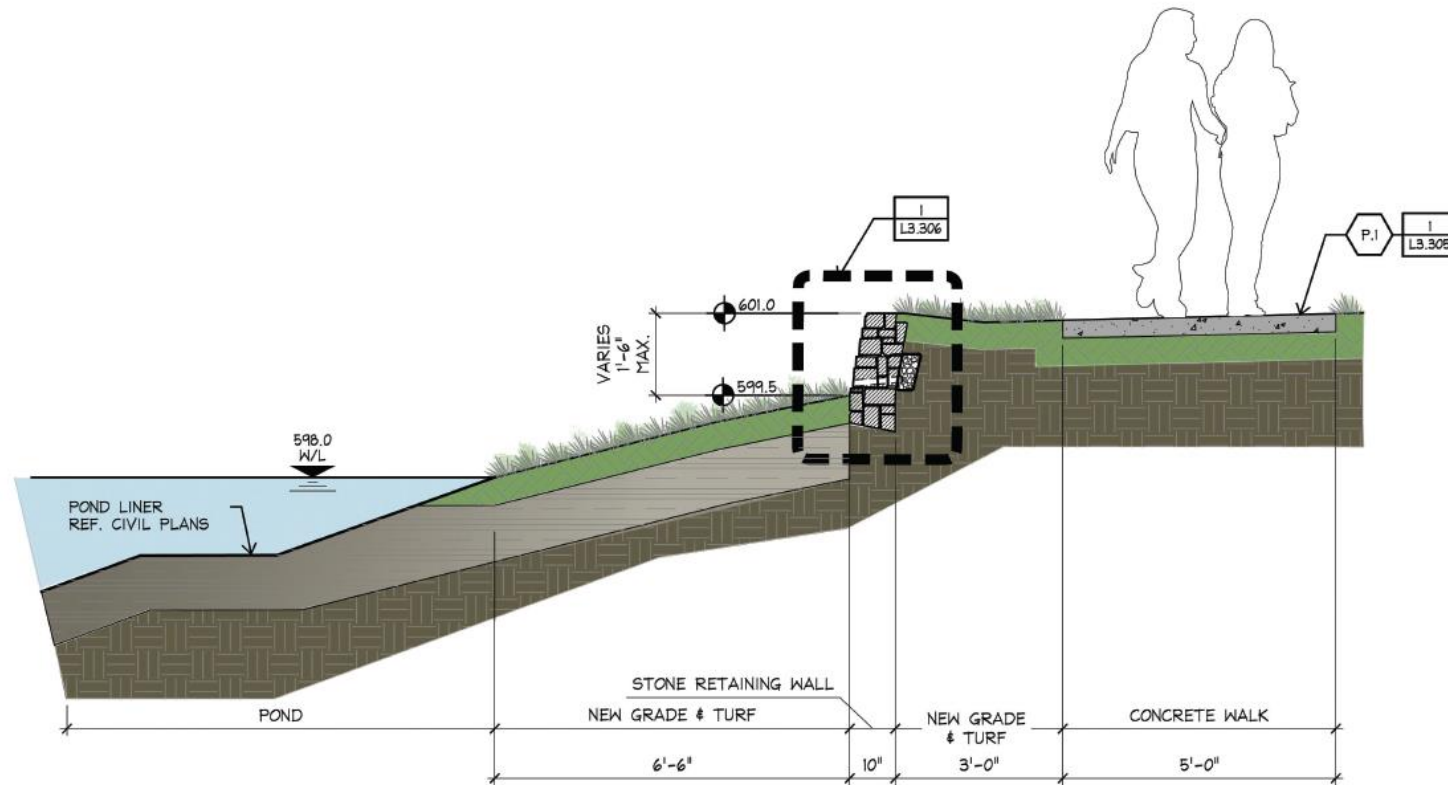 1
L3.306
P.1
1
L3.305
601.0
VARIES
1'-6"
MAX.
599.5
598.0
W/L
POND LINER
REF. CIVIL PLANS
STONE RETAINING WALL
POND
NEW GRADE & TURF
NEW GRADE
& TURF
CONCRETE WALK
6'-6"
10"
3'-0"
5'-0"